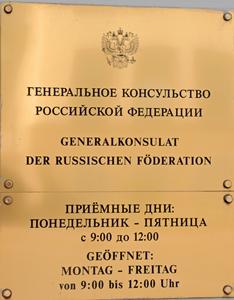 ГЕНЕРАЛЬНОЕ КОНСУЛЬСТВО
РОССИЙСКОЙ ФЕДЕРАЦИИ
GENERALKONSULAT
DER RUSSISCHEN FÖDERATION
ПРИЁМНЫЕ ДНИ:
ПОНЕДЕЛЬНИК - ПЯТНИЦА
с 9:00 до 12:00
GEÖFFNET:
MONTAG - FREITAG
von 9:00 bis 12:00 Uhr